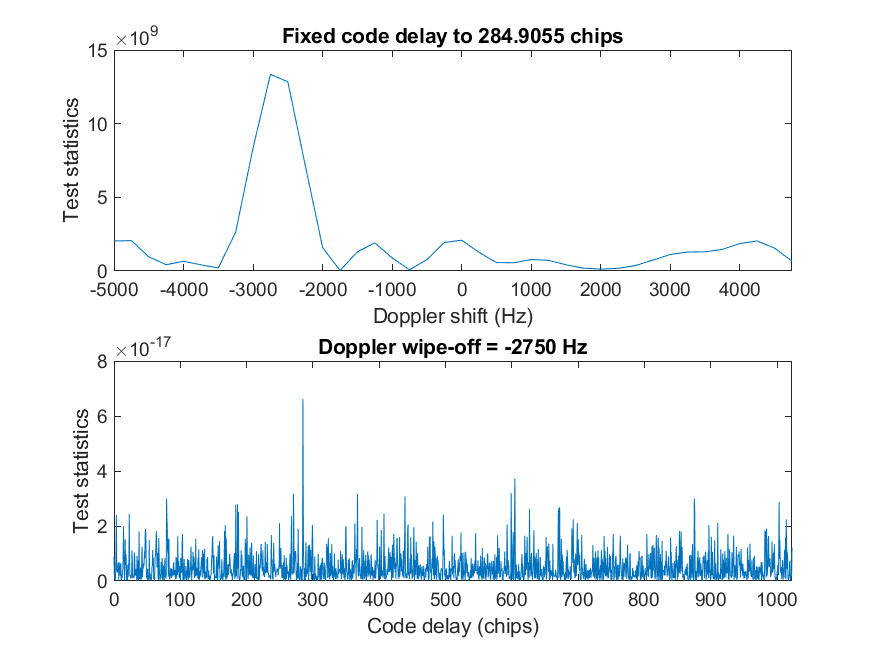 Fixed code delay to 284.9055 chips
×10^9
15
10
5
0
Test statistics
-5000 -4000 -3000 -2000 -1000 0 1000 2000 3000 4000
Doppler shift (Hz)
Doppler wipe-off = -2750 Hz
×10^-17
8
6
4
2
0
Test statistics
0 100 200 300 400 500 600 700 800 900 1000
Code delay (chips)